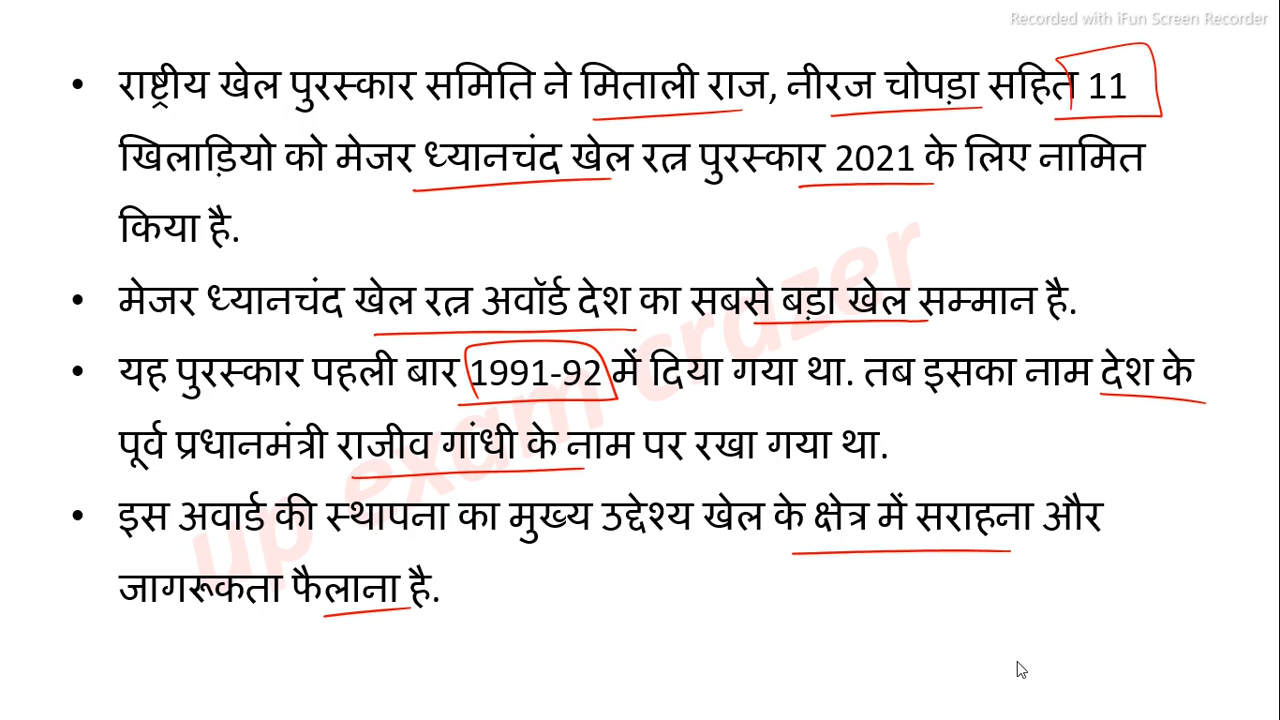 Recorded with iFun Screen Recorder
• राष्ट्रीय खेल पुरस्कार समिति ने मिताली राज, नीरज चोपड़ा सहित 11
खिलाड़ियो को मेजर ध्यानचंद खेल रत्न पुरस्कार 2021 के लिए नामित
किया है.
• मेजर ध्यानचंद खेल रत्न अवॉर्ड देश का सबसे बड़ा खेल सम्मान है.
• यह पुरस्कार पहली बार 1991-92 में दिया गया था. तब इसका नाम देश के
पूर्व प्रधानमंत्री राजीव गांधी के नाम पर रखा गया था.
• इस अवार्ड की स्थापना का मुख्य उद्देश्य खेल के क्षेत्र में सराहना और
जागरूकता फैलाना है.
up exam crazer